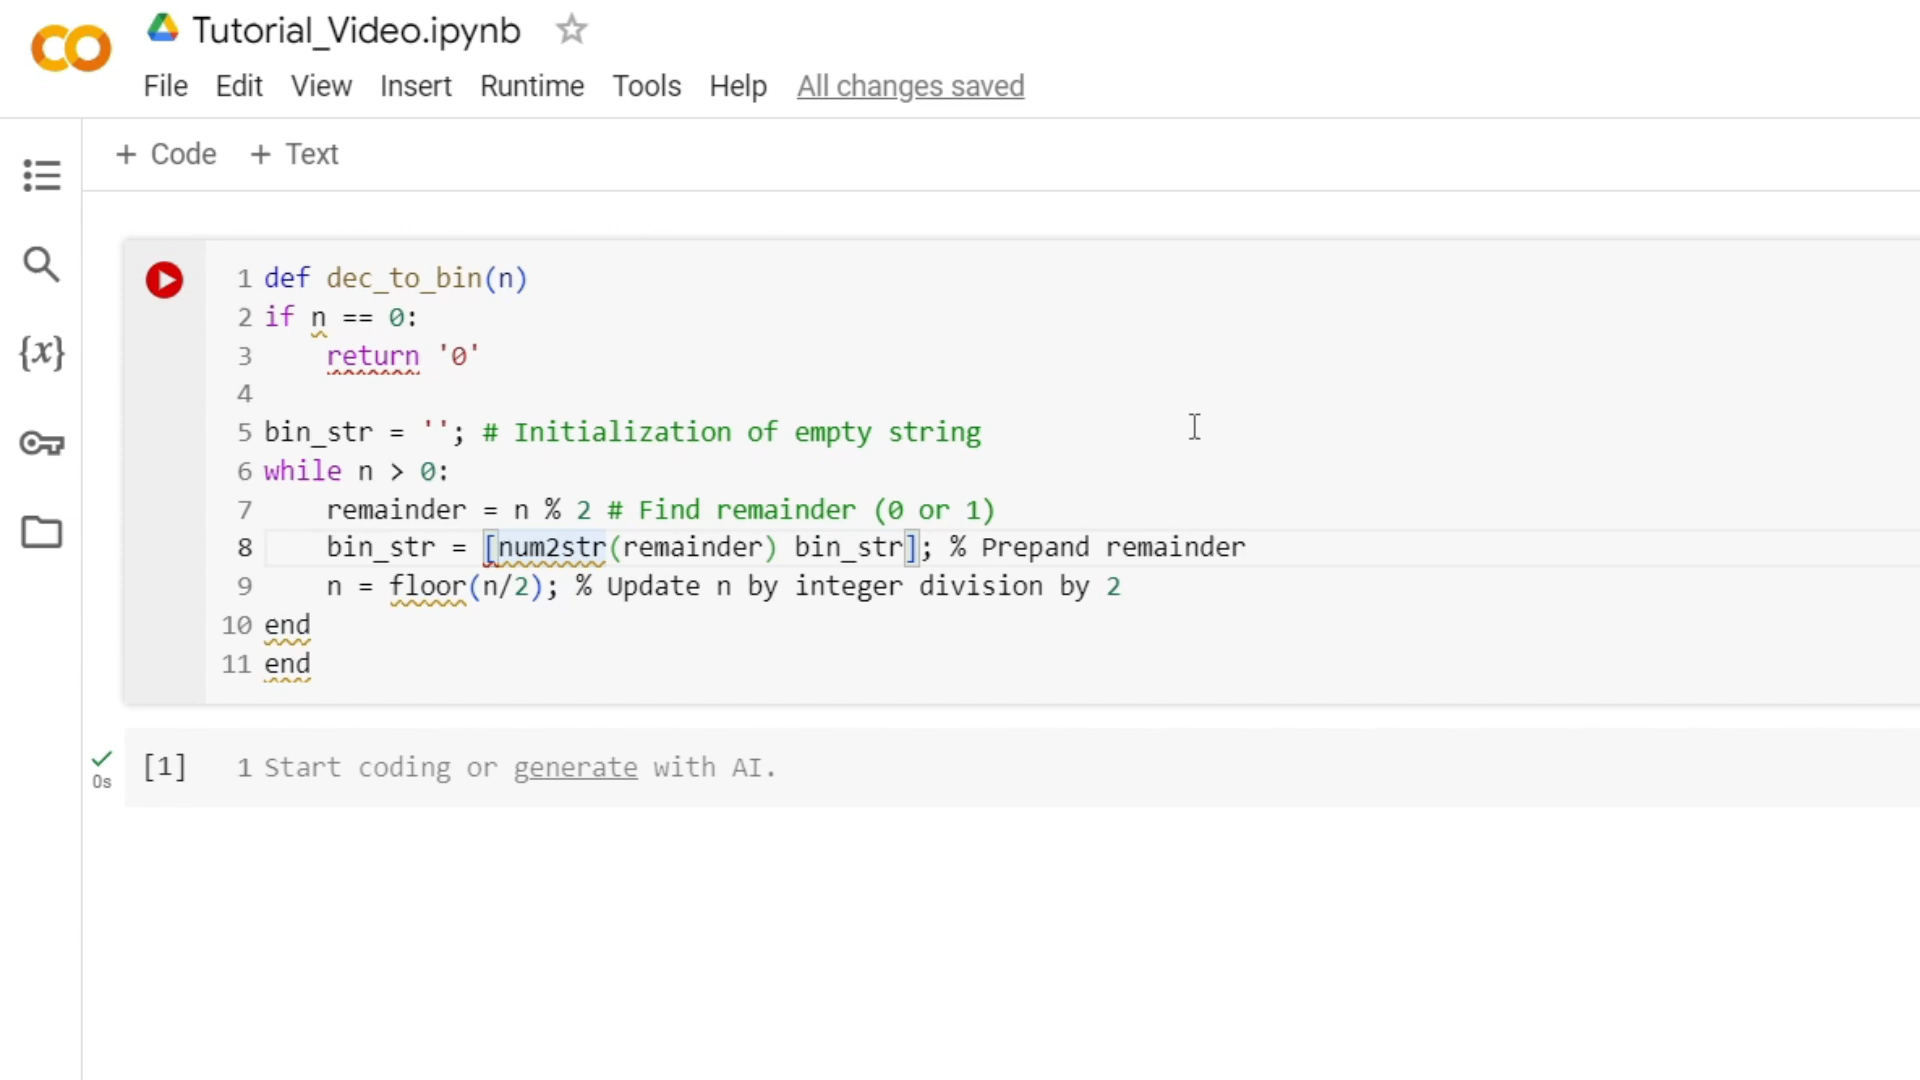 Tutorial_Video.ipynb
File Edit View Insert Runtime Tools Help All changes saved
+ Code + Text
1 def dec_to_bin(n)
2 if n == 0:
3     return '0'
4
5 bin_str = ''; # Initialization of empty string
6 while n > 0:
7     remainder = n % 2 # Find remainder (0 or 1)
8     bin_str = [num2str(remainder) bin_str]; % Prepand remainder
9     n = floor(n/2); % Update n by integer division by 2
10 end
11 end
{x}
[1] 1 Start coding or generate with AI.
0s